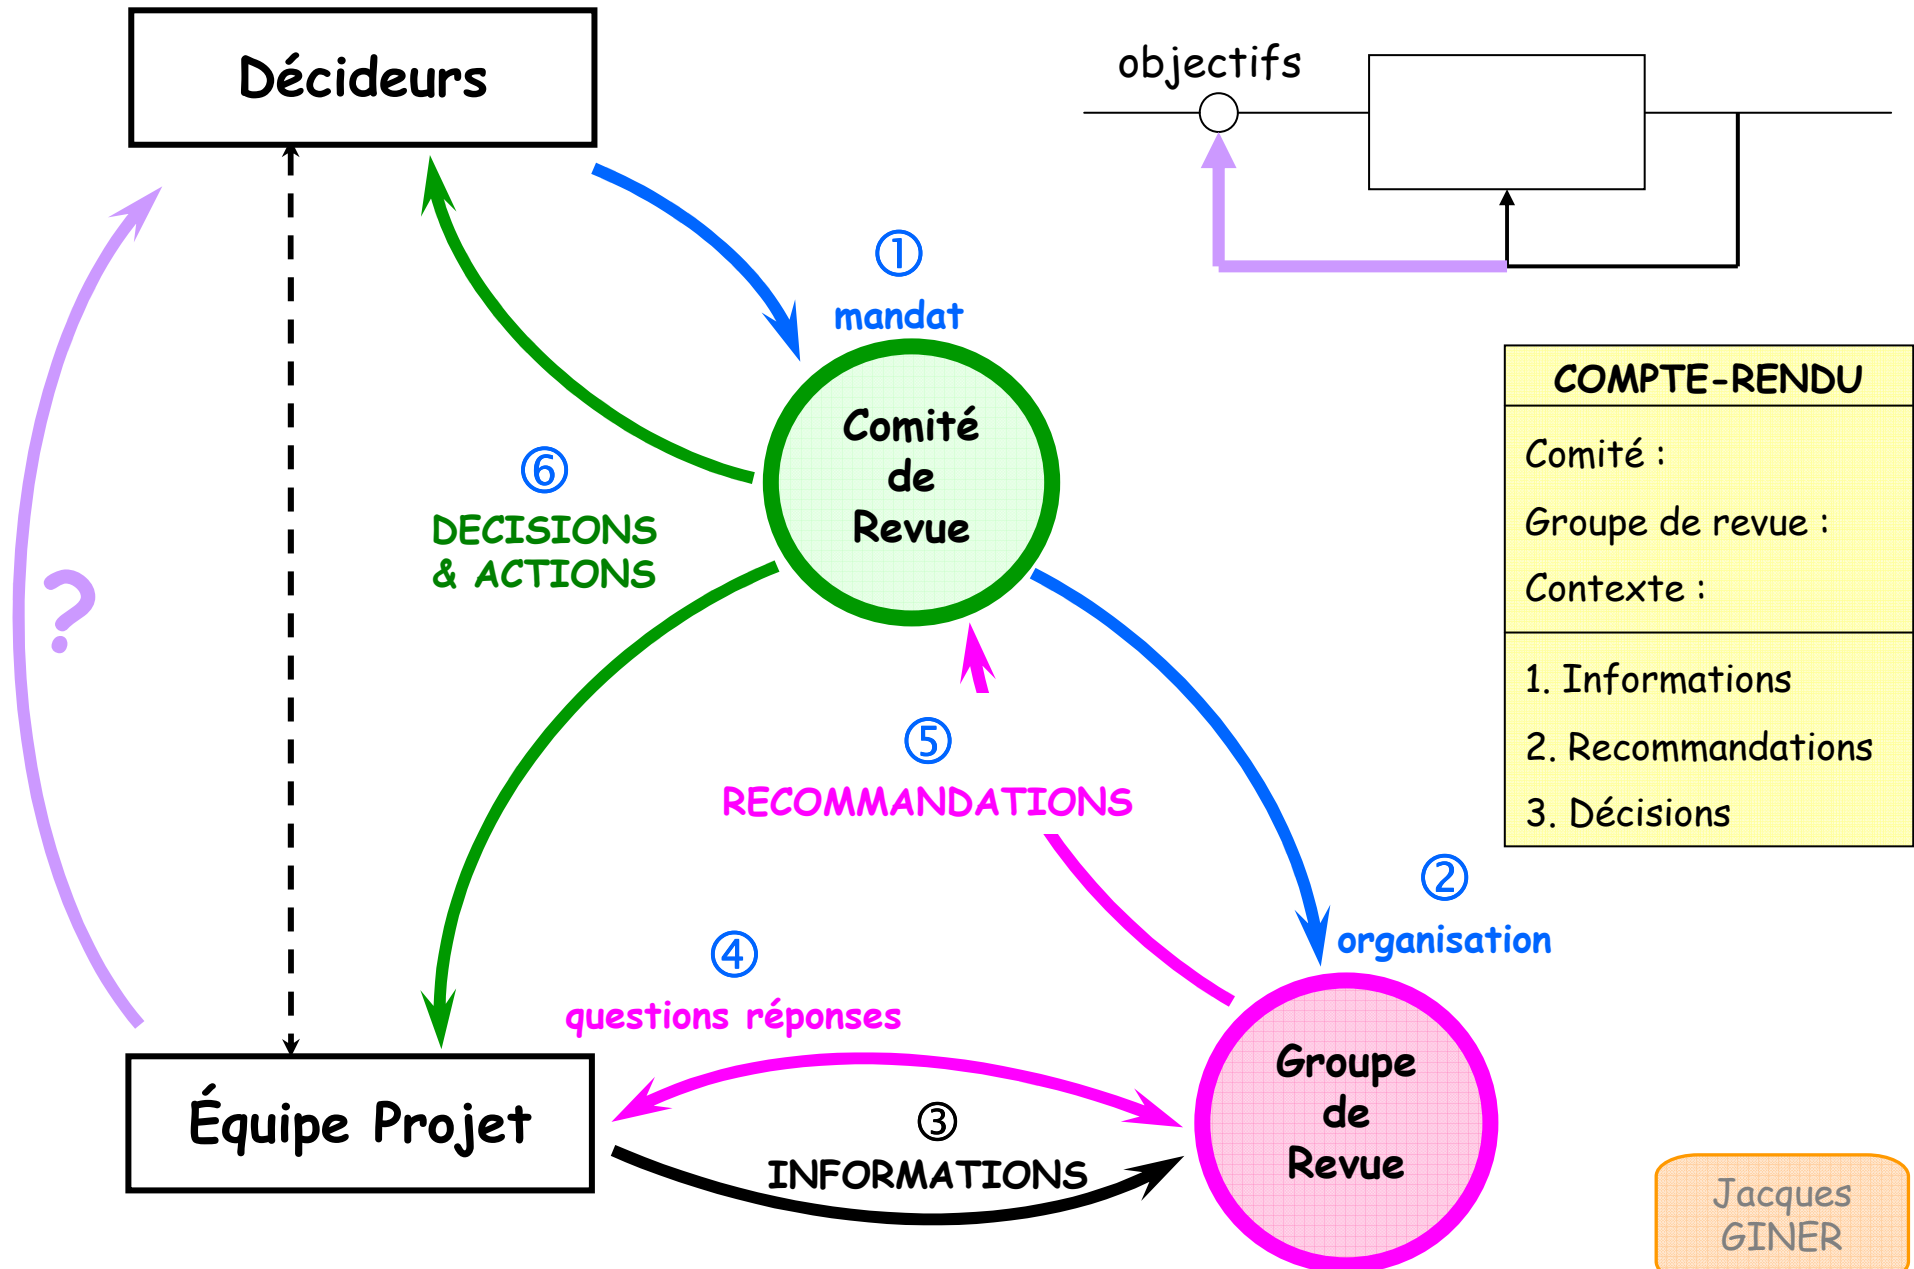 Décideurs
objectifs
①
mandat
COMPTE-RENDU
Comité :
Groupe de revue :
Contexte :
1. Informations
2. Recommandations
3. Décisions
Comité
de
Revue
⑥
DECISIONS
& ACTIONS
?
⑤
RECOMMANDATIONS
②
organisation
④
questions réponses
Groupe
de
Revue
Équipe Projet
③
INFORMATIONS
Jacques
GINER